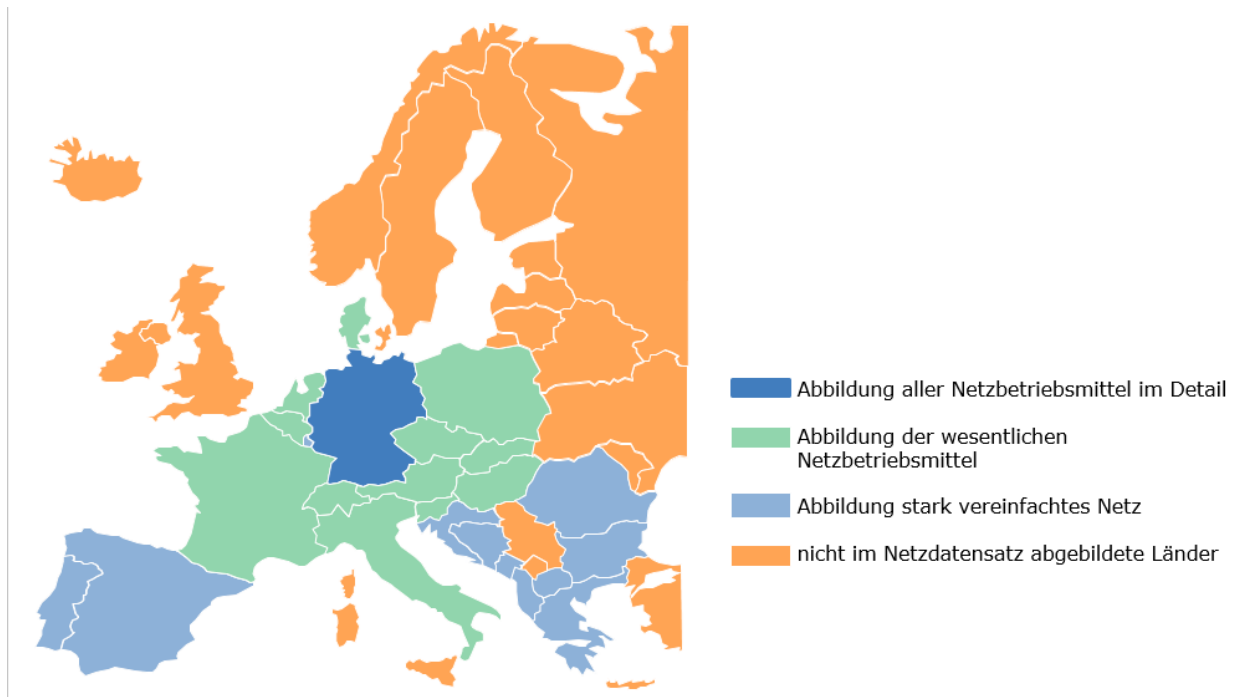 Abbildung aller Netzbetriebsmittel im Detail
Abbildung der wesentlichen
Netzbetriebsmittel
Abbildung stark vereinfachtes Netz
nicht im Netzdatensatz abgebildete Länder